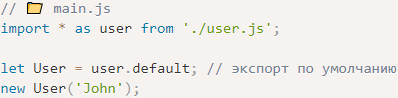 // 📁 main.js
import * as user from './user.js';
let User = user.default; // экспорт по умолчанию
new User('John');